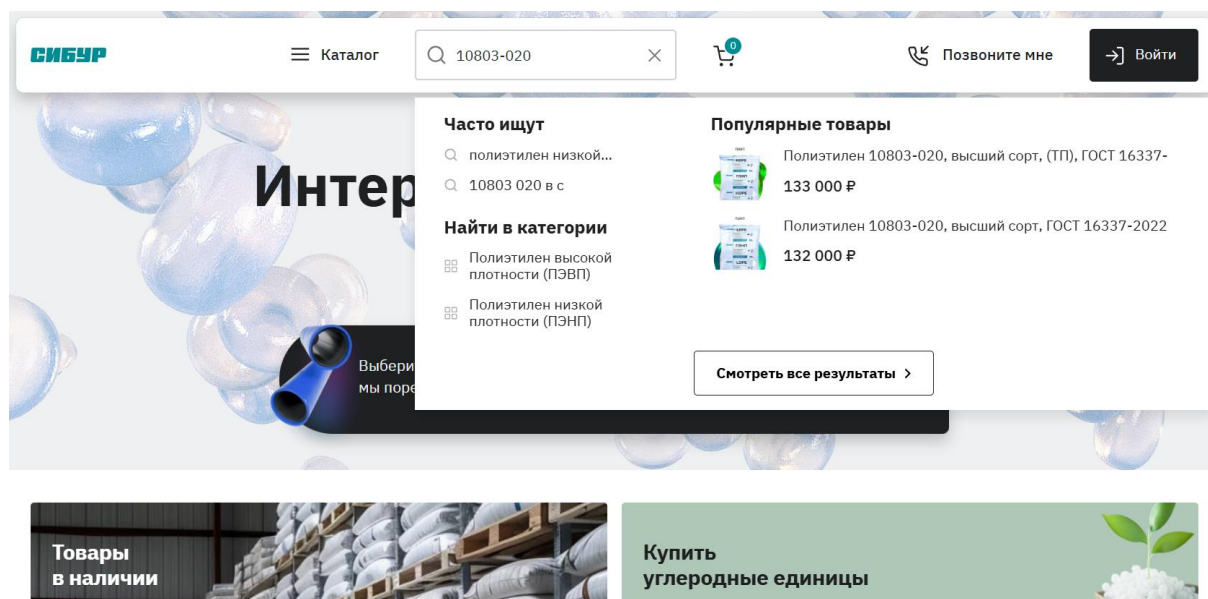 СИБУР
Каталог
10803-020
0
Позвоните мне
Войти
Часто ищут
полиэтилен низкой...
10803 020 в с
Найти в категории
Полиэтилен высокой
плотности (ПЭВП)
Полиэтилен низкой
плотности (ПЭНП)
Популярные товары
Полиэтилен 10803-020, высший сорт, (ТП), ГОСТ 16337-
133 000 ₽
Полиэтилен 10803-020, высший сорт, ГОСТ 16337-2022
132 000 ₽
Смотреть все результаты
Интер
Выбери
мы поре
Товары
в наличии
Купить
углеродные единицы